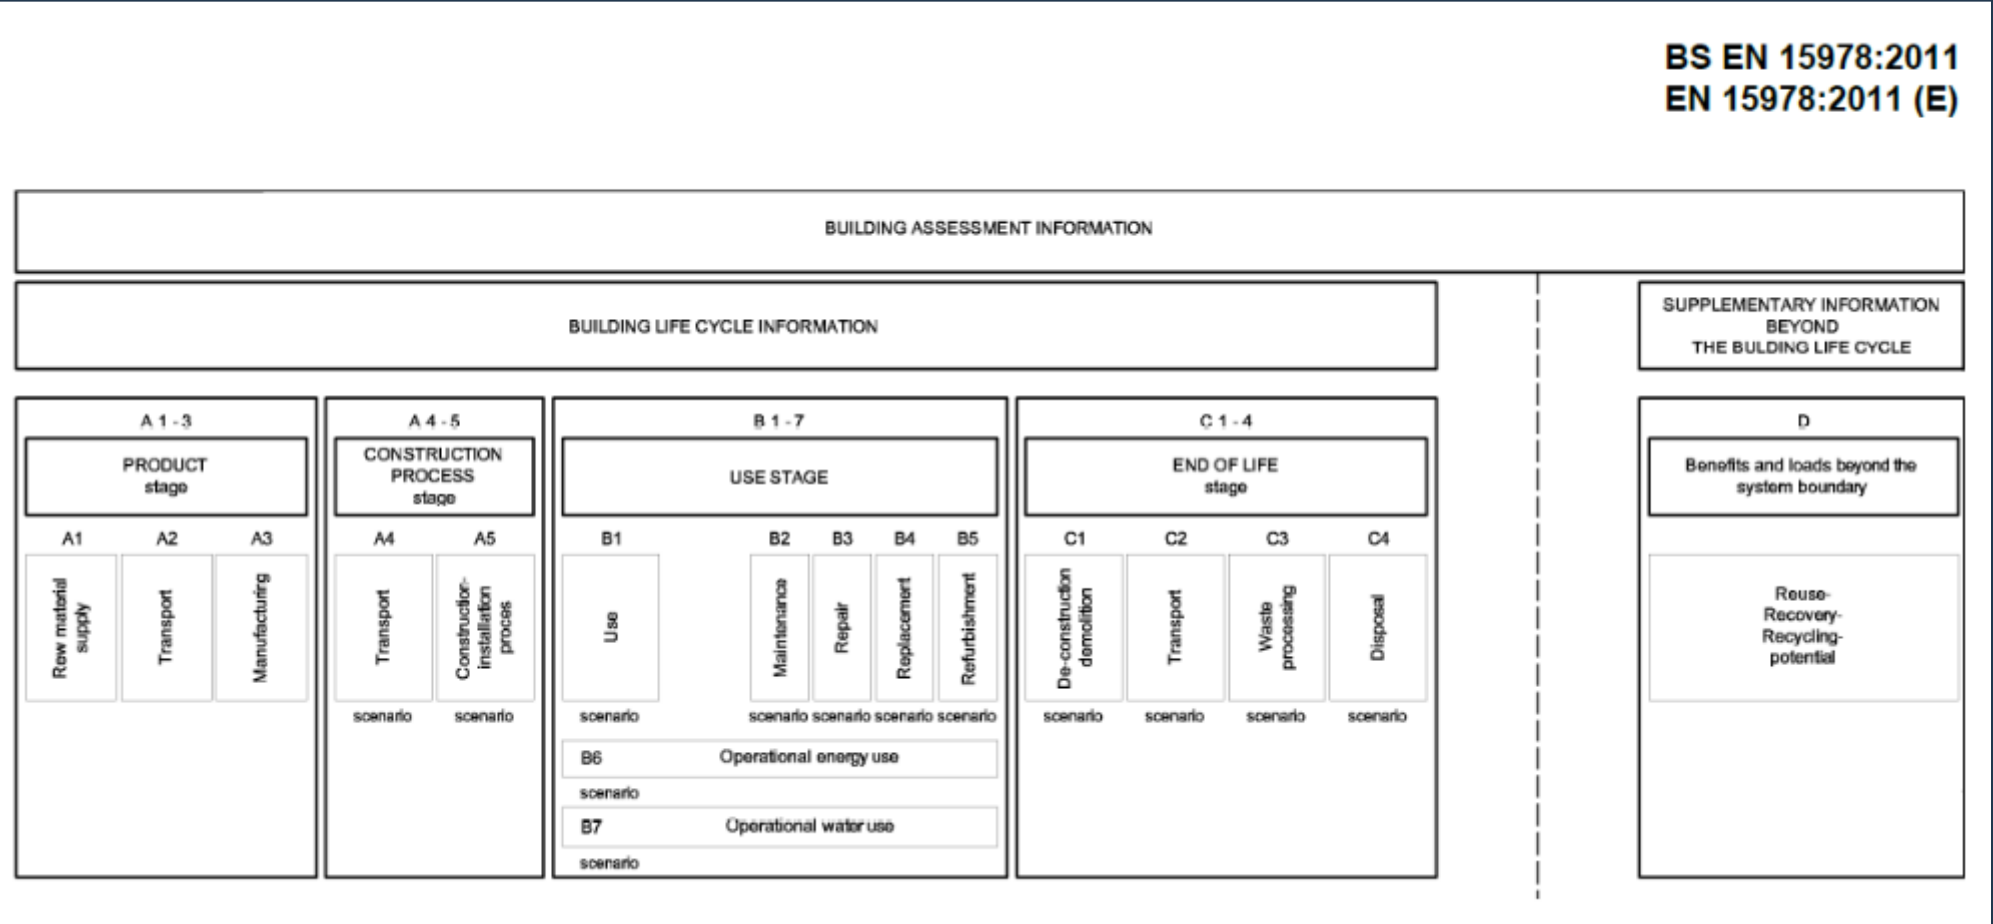 BS EN 15978:2011
EN 15978:2011 (E)
BUILDING ASSESSMENT INFORMATION
BUILDING LIFE CYCLE INFORMATION
SUPPLEMENTARY INFORMATION
BEYOND
THE BULDING LIFE CYCLE
A 1 - 3
PRODUCT
stage
A1
A2
A3
Raw material
supply
Transport
Manufacturing
A 4 - 5
CONSTRUCTION
PROCESS
stage
A4
A5
Transport
Construction-
installation
proces
scenario
scenario
B 1 - 7
USE STAGE
B1
B2
B3
B4
B5
Use
Maintenance
Repair
Replacement
Refurbishment
scenario
scenario
scenario
scenario
scenario
B6
Operational energy use
scenario
B7
Operational water use
scenario
C 1 - 4
END OF LIFE
stage
C1
C2
C3
C4
De-construction
demolition
Transport
Waste
processing
Disposal
scenario
scenario
scenario
scenario
D
Benefits and loads beyond the
system boundary
Reuse-
Recovery-
Recycling-
potential